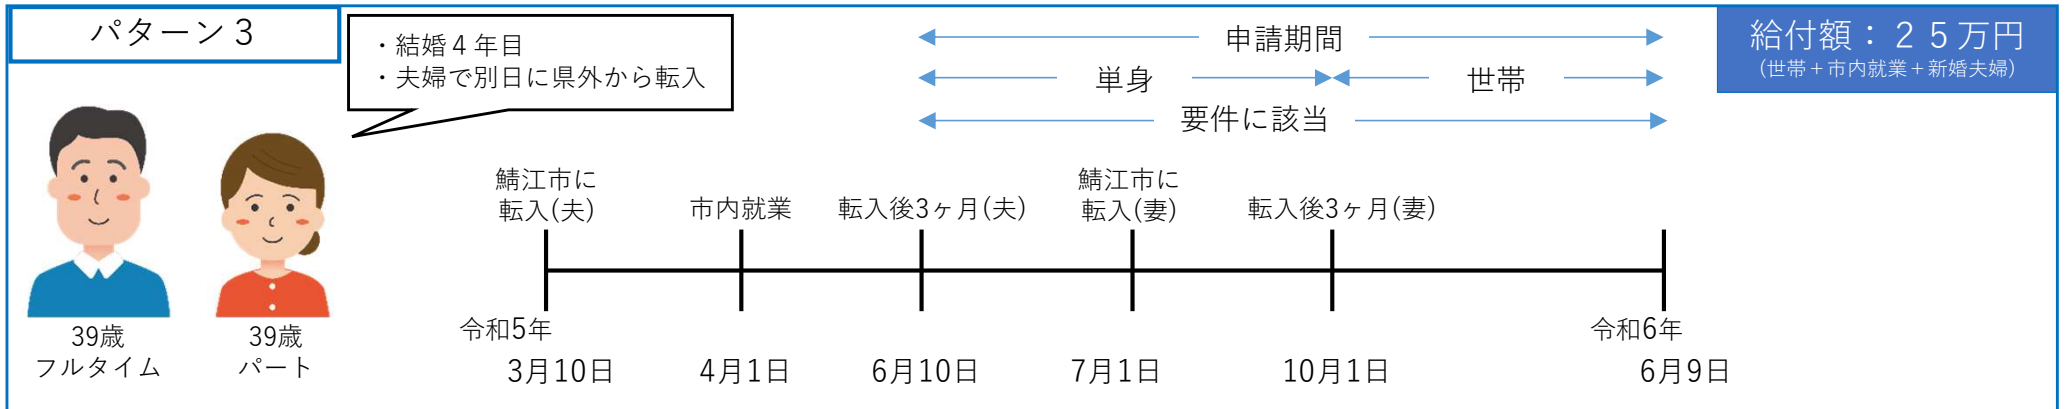 パターン３
・結婚４年目
・夫婦で別日に県外から転入
申請期間
単身
世帯
要件に該当
給付額：２５万円
(世帯＋市内就業＋新婚夫婦)
鯖江市に
転入(夫)
市内就業
転入後3ヶ月(夫)
鯖江市に
転入(妻)
転入後3ヶ月(妻)
39歳
フルタイム
39歳
パート
令和5年
3月10日
4月1日
6月10日
7月1日
10月1日
令和6年
6月9日